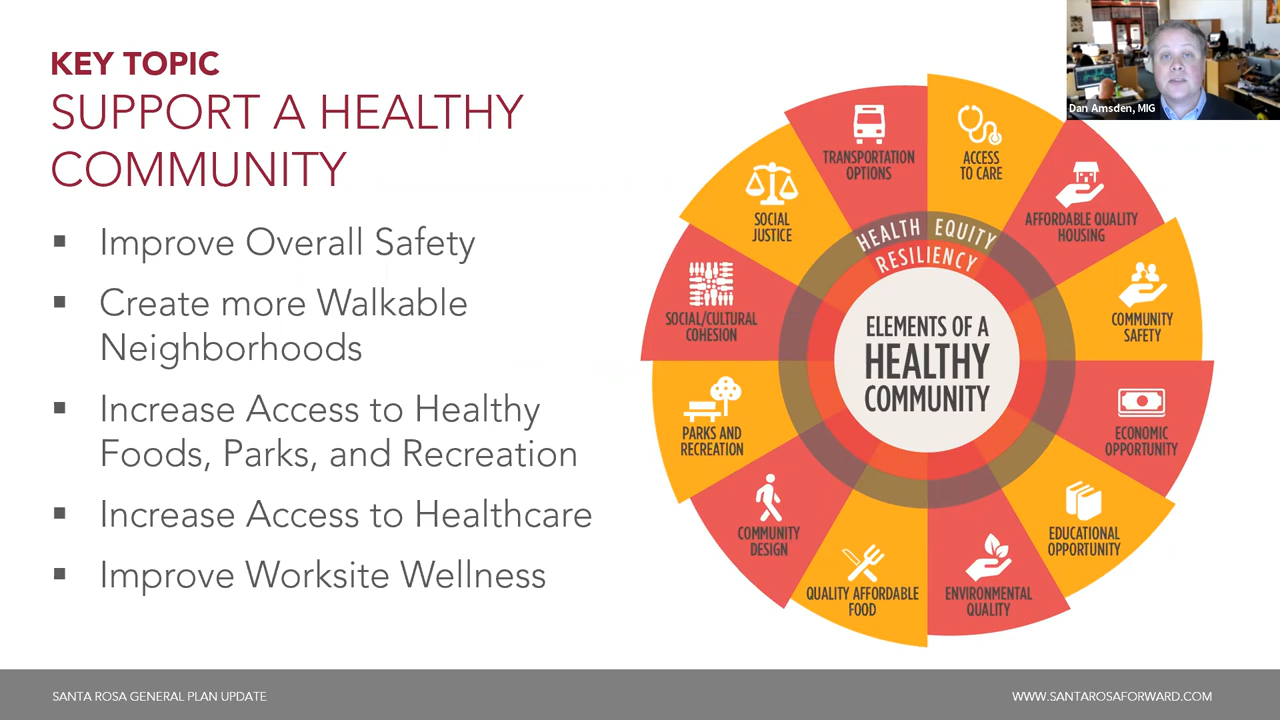 KEY TOPIC
SUPPORT A HEALTHY
COMMUNITY
▪ Improve Overall Safety
▪ Create more Walkable
Neighborhoods
▪ Increase Access to Healthy
Foods, Parks, and Recreation
▪ Increase Access to Healthcare
▪ Improve Worksite Wellness
Dan Amsden, MIG
TRANSPORTATION
OPTIONS
ACCESS
TO CARE
AFFORDABLE QUALITY
HOUSING
COMMUNITY
SAFETY
ECONOMIC
OPPORTUNITY
EDUCATIONAL
OPPORTUNITY
ENVIRONMENTAL
QUALITY
QUALITY AFFORDABLE
FOOD
COMMUNITY
DESIGN
PARKS AND
RECREATION
SOCIAL/CULTURAL
COHESION
SOCIAL
JUSTICE
HEALTH EQUITY
RESILIENCY
ELEMENTS OF A
HEALTHY
COMMUNITY
SANTA ROSA GENERAL PLAN UPDATE
WWW.SANTAROSAFORWARD.COM